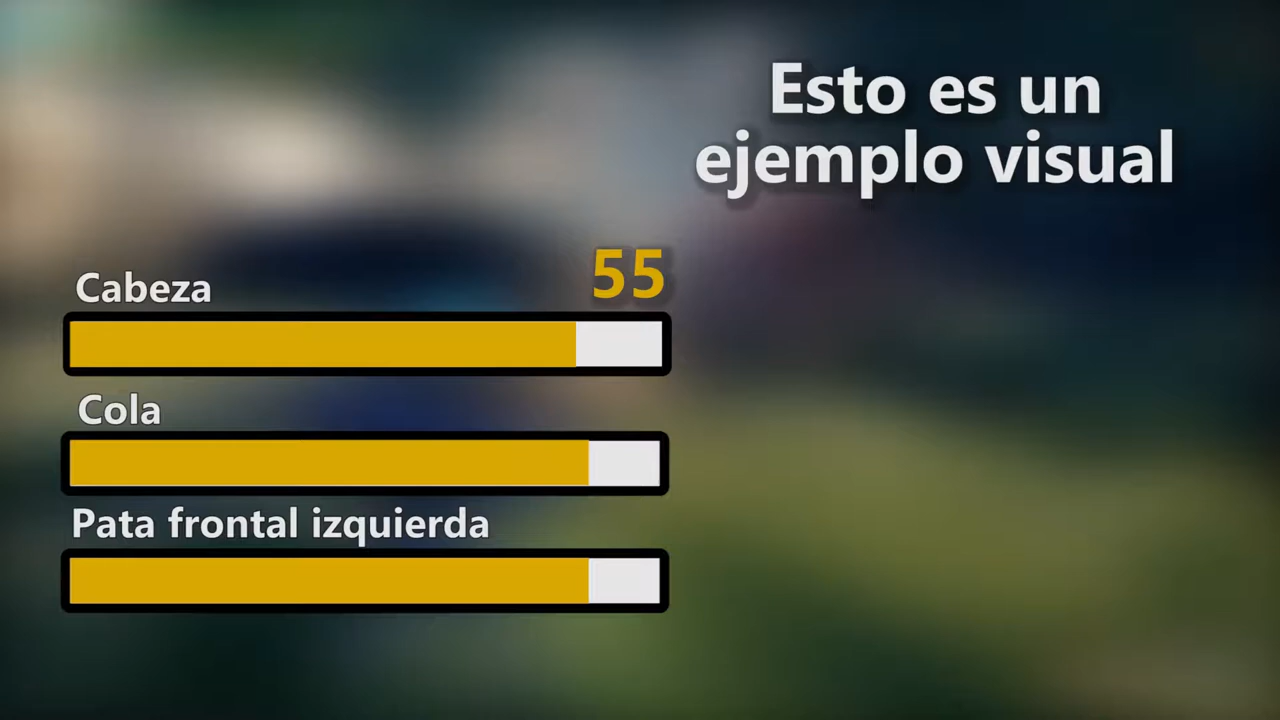 Esto es un
ejemplo visual
55
Cabeza
Cola
Pata frontal izquierda